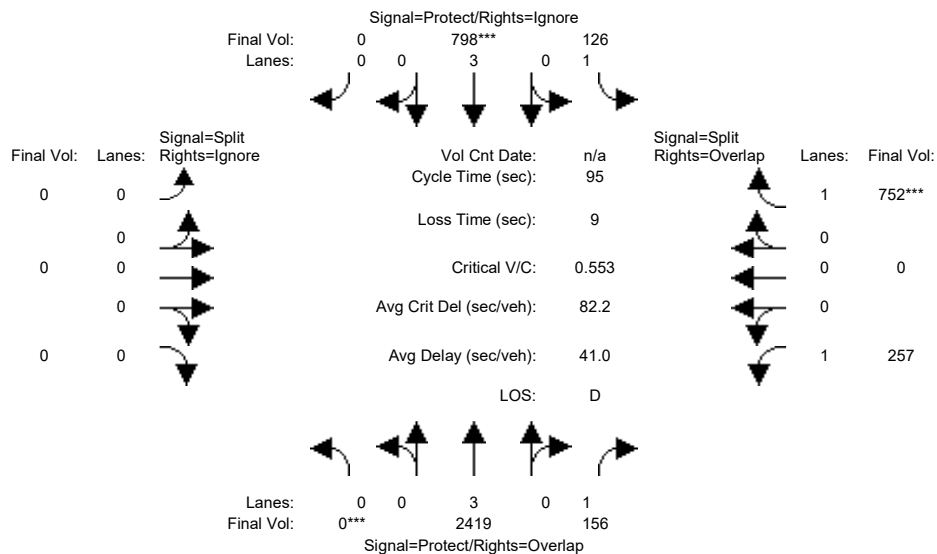 Signal=Protect/Rights=Ignore
Final Vol: 0 798*** 126
Lanes: 0 0 3 0 1
Signal=Split
Final Vol: Lanes: Rights=Ignore
Vol Cnt Date: n/a
Signal=Split
Rights=Overlap Lanes: Final Vol:
Cycle Time (sec): 95
0 0
1 752***
Loss Time (sec): 9
0
0
0 0
Critical V/C: 0.553
0 0
0
Avg Crit Del (sec/veh): 82.2
0
0 0
Avg Delay (sec/veh): 41.0
1 257
LOS: D
Lanes: 0 0 3 0 1
Final Vol: 0*** 2419 156
Signal=Protect/Rights=Overlap